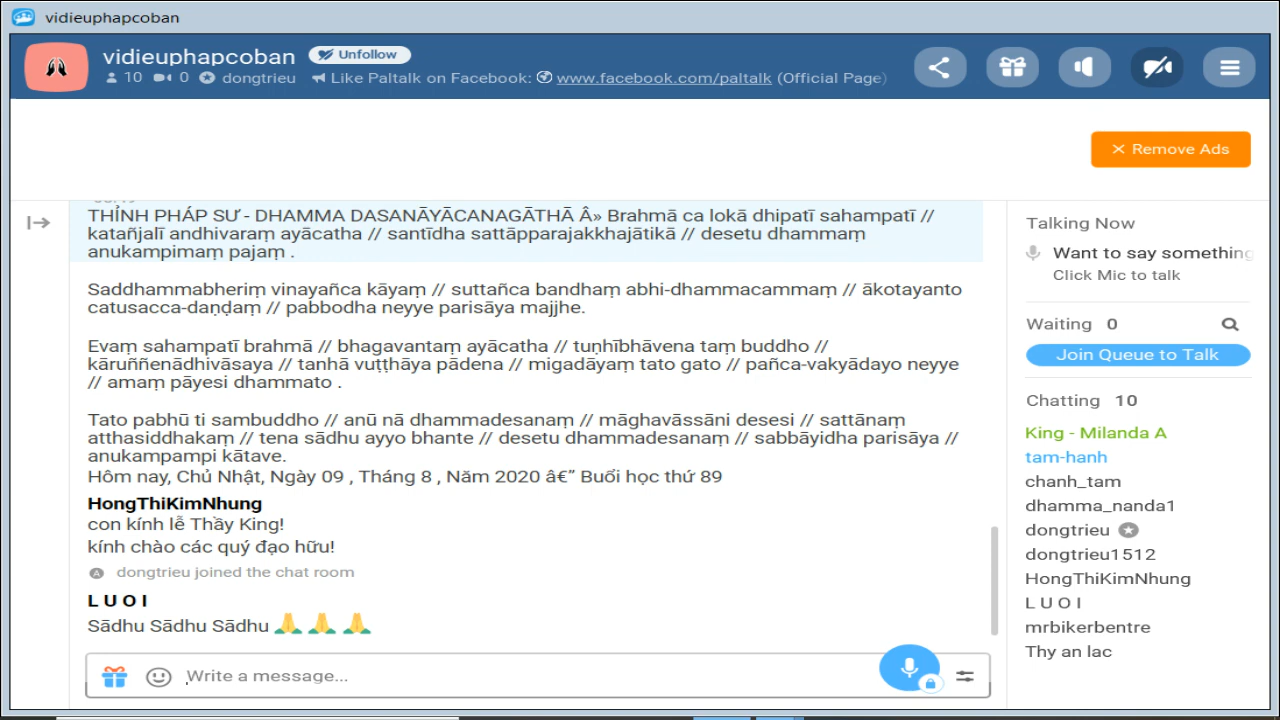 vidieuphapcoban
vidieuphapcoban Unfollow
10 0 dongtrieu Like Paltalk on Facebook: www.facebook.com/paltalk (Official Page)
× Remove Ads
THỈNH PHÁP SƯ - DHAMMA DASANĀYĀCANAGĀTHĀ Â» Brahmā ca lokā dhipatī sahampatī //
katañjalī andhivaraṃ ayācatha // santīdha sattāpparajakkhajātikā // desetu dhammaṃ
anukampimaṃ pajaṃ .
Saddhammabheriṃ vinayañca kāyaṃ // suttañca bandhaṃ abhi-dhammacammaṃ // ākotayanto
catusacca-daṇḍaṃ // pabbodha neyye parisāya majjhe.
Evaṃ sahampatī brahmā // bhagavantaṃ ayācatha // tuṇhībhāvena taṃ buddho //
kāruññenādhivāsaya // tanhā vuṭṭhāya pādena // migadāyaṃ tato gato // pañca-vakyādayo neyye
// amaṃ pāyesi dhammato .
Tato pabhū ti sambuddho // anū nā dhammadesanaṃ // māghavāssāni desesi // sattānaṃ
atthasiddhakaṃ // tena sādhu ayyo bhante // desetu dhammadesanaṃ // sabbāyidha parisāya //
anukampampi kātave.
Hôm nay, Chủ Nhật, Ngày 09 , Tháng 8 , Năm 2020 â€” Buổi học thứ 89
HongThiKimNhung
con kính lễ Thầy King!
kính chào các quý đạo hữu!
A dongtrieu joined the chat room
L U O I
Sādhu Sādhu Sādhu 🙏 🙏 🙏
Write a message...
Talking Now
Want to say something
Click Mic to talk
Waiting 0
Join Queue to Talk
Chatting 10
King - Milanda A
tam-hanh
chanh_tam
dhamma_nanda1
dongtrieu
dongtrieu1512
HongThiKimNhung
L U O I
mrbikerbentre
Thy an lac